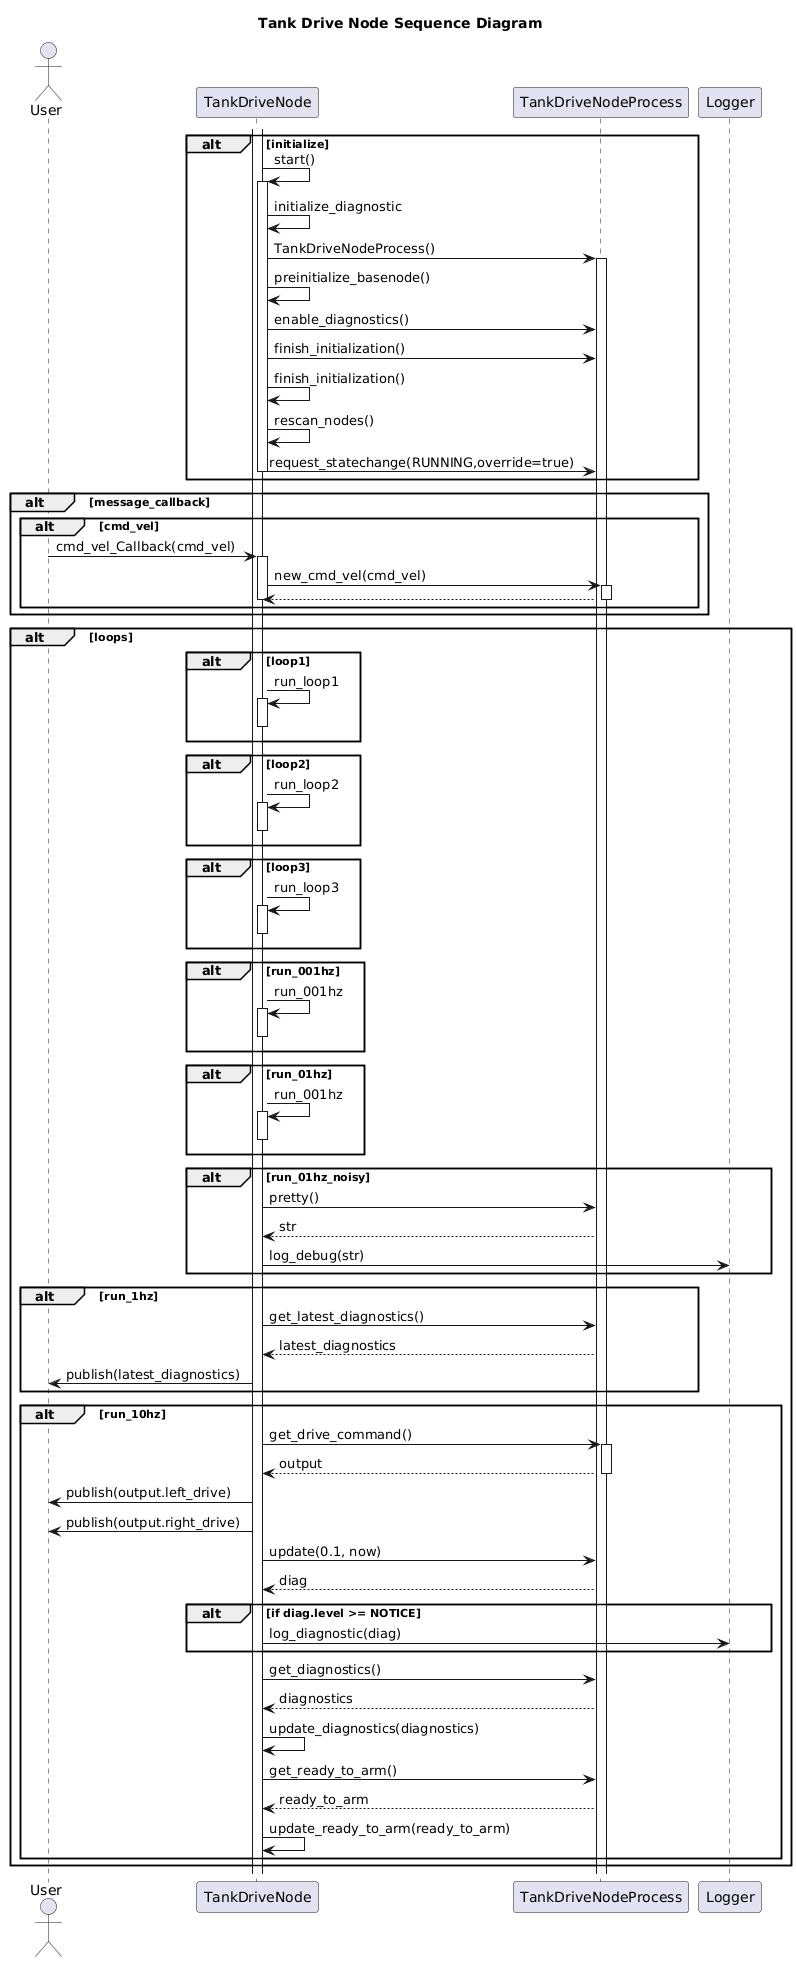 Tank Drive Node Sequence Diagram
User
TankDriveNode
TankDriveNodeProcess
Logger
alt [initialize]
start()
initialize_diagnostic
TankDriveNodeProcess()
preinitialize_basenode()
enable_diagnostics()
finish_initialization()
finish_initialization()
rescan_nodes()
request_statechange(RUNNING,override=true)
alt [message_callback]
alt [cmd_vel]
cmd_vel_Callback(cmd_vel)
new_cmd_vel(cmd_vel)
alt [loops]
alt [loop1]
run_loop1
alt [loop2]
run_loop2
alt [loop3]
run_loop3
alt [run_001hz]
run_001hz
alt [run_01hz]
run_001hz
alt [run_01hz_noisy]
pretty()
str
log_debug(str)
alt [run_1hz]
get_latest_diagnostics()
latest_diagnostics
publish(latest_diagnostics)
alt [run_10hz]
get_drive_command()
output
publish(output.left_drive)
publish(output.right_drive)
update(0.1, now)
diag
alt [if diag.level >= NOTICE]
log_diagnostic(diag)
get_diagnostics()
diagnostics
update_diagnostics(diagnostics)
get_ready_to_arm()
ready_to_arm
update_ready_to_arm(ready_to_arm)
User
TankDriveNode
TankDriveNodeProcess
Logger